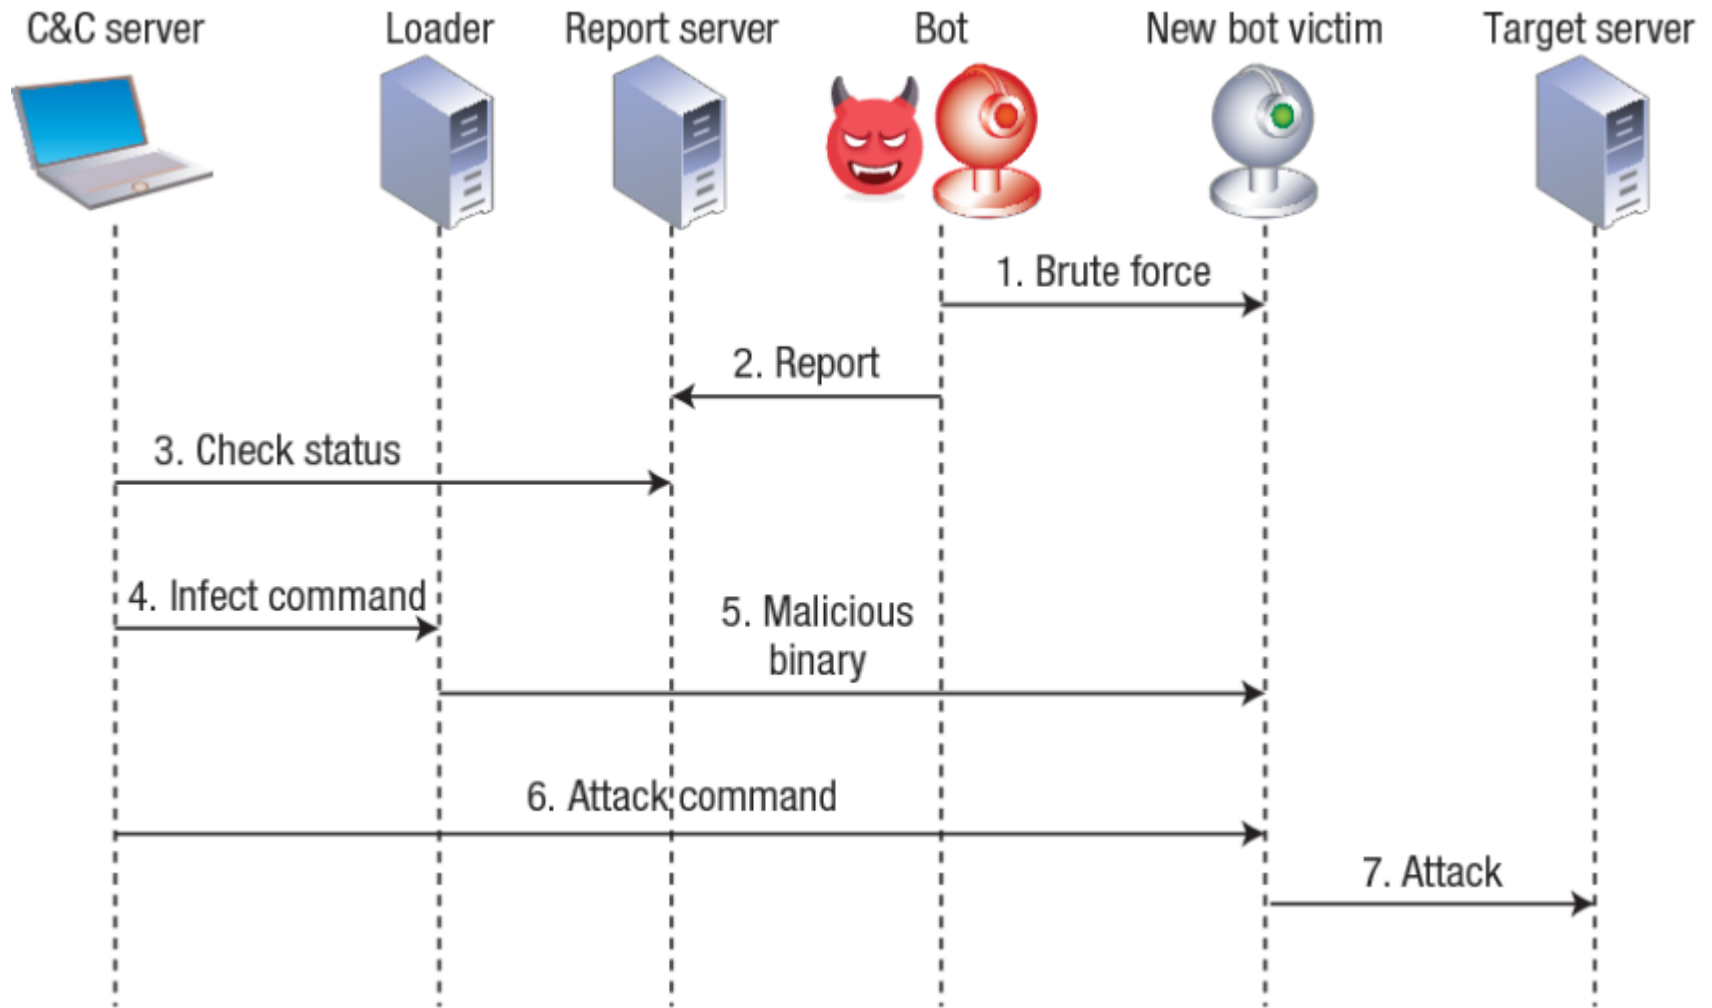 C&C server
Loader
Report server
Bot
New bot victim
Target server
1. Brute force
2. Report
3. Check status
4. Infect command
5. Malicious
binary
6. Attack command
7. Attack